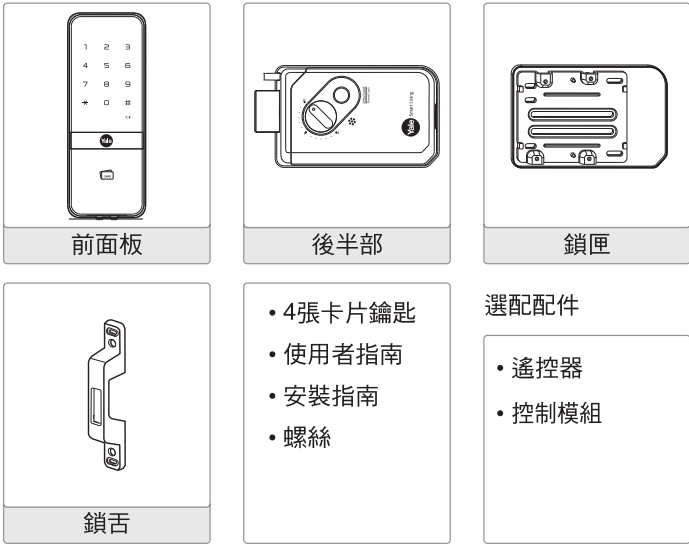 1 2 3
4 5 6
7 8 9
* 0 #
Yale
CARD
前面板
Yale Smart Living
後半部
鎖匣
鎖舌
• 4張卡片鑰匙
• 使用者指南
• 安裝指南
• 螺絲
選配配件
• 遙控器
• 控制模組